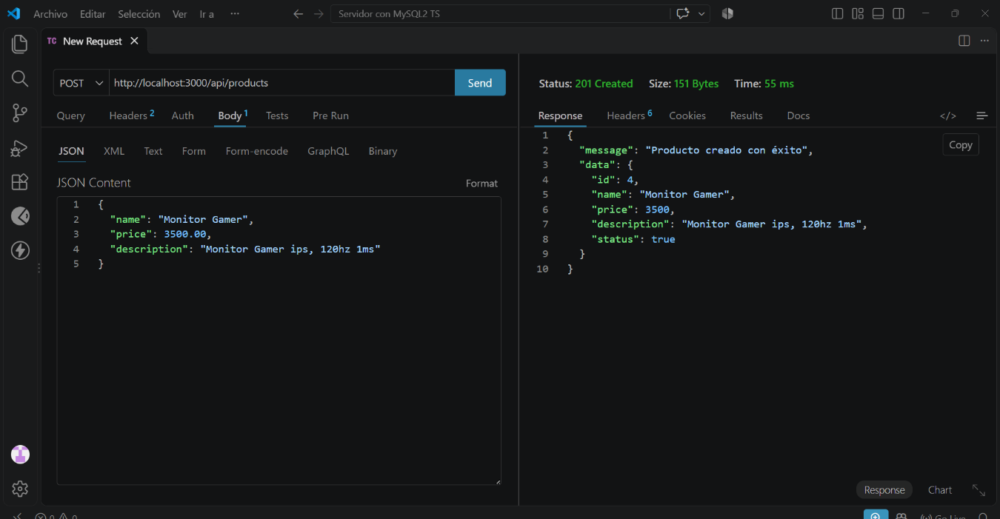 Archivo Editar Selección Ver Ir a ··· Servidor con MySQL2 TS
TC New Request
POST http://localhost:3000/api/products Send
Query Headers 2 Auth Body 1 Tests Pre Run
JSON XML Text Form Form-encode GraphQL Binary
JSON Content Format
1 {
2 "name": "Monitor Gamer",
3 "price": 3500.00,
4 "description": "Monitor Gamer ips, 120hz 1ms"
5 }
Status: 201 Created Size: 151 Bytes Time: 55 ms
Response Headers 6 Cookies Results Docs </>
Copy
1 {
2 "message": "Producto creado con éxito",
3 "data": {
4 "id": 4,
5 "name": "Monitor Gamer",
6 "price": 3500,
7 "description": "Monitor Gamer ips, 120hz 1ms",
8 "status": true
9 }
10 }
Response Chart
0 0 Go Live